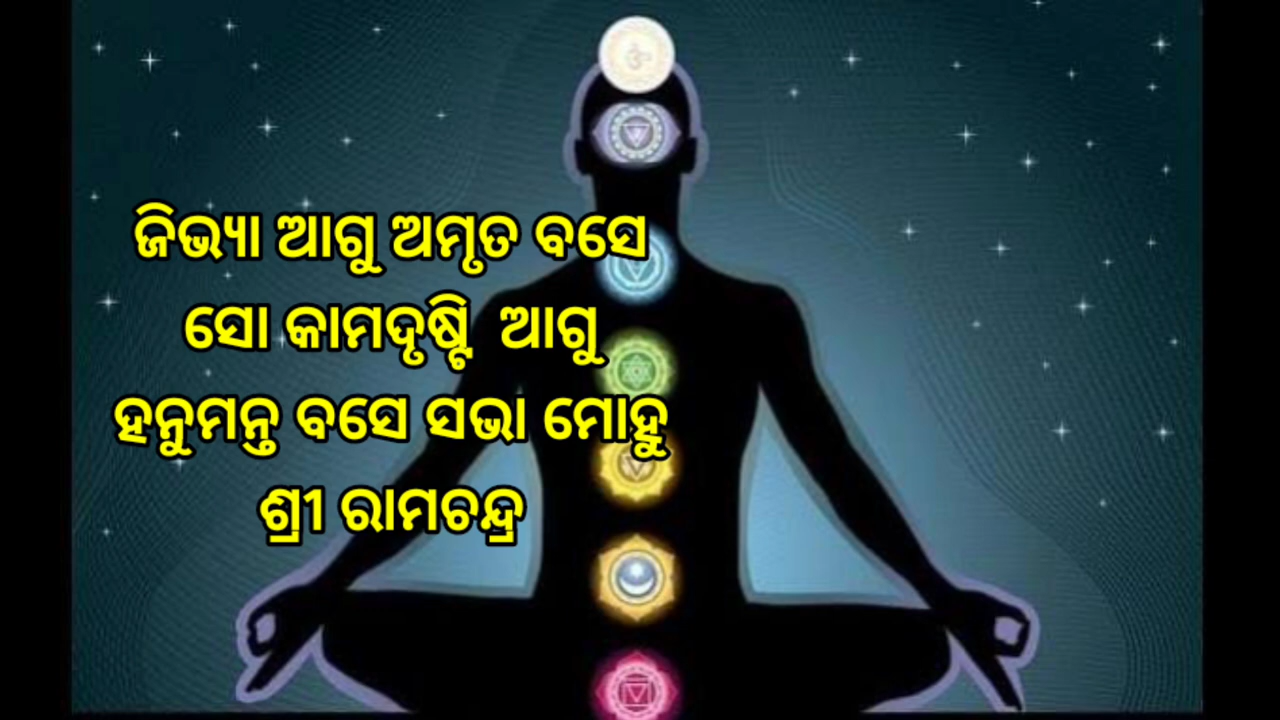 ଜିଭ୍ୟା ଆଗୁ ଅମୃତ ବସେ
ସୋ କାମଦୃଷ୍ଟି ଆଗୁ
ହନୁମନ୍ତ ବସେ ସଭା ମୋହୁ
ଶ୍ରୀ ରାମଚନ୍ଦ୍ର